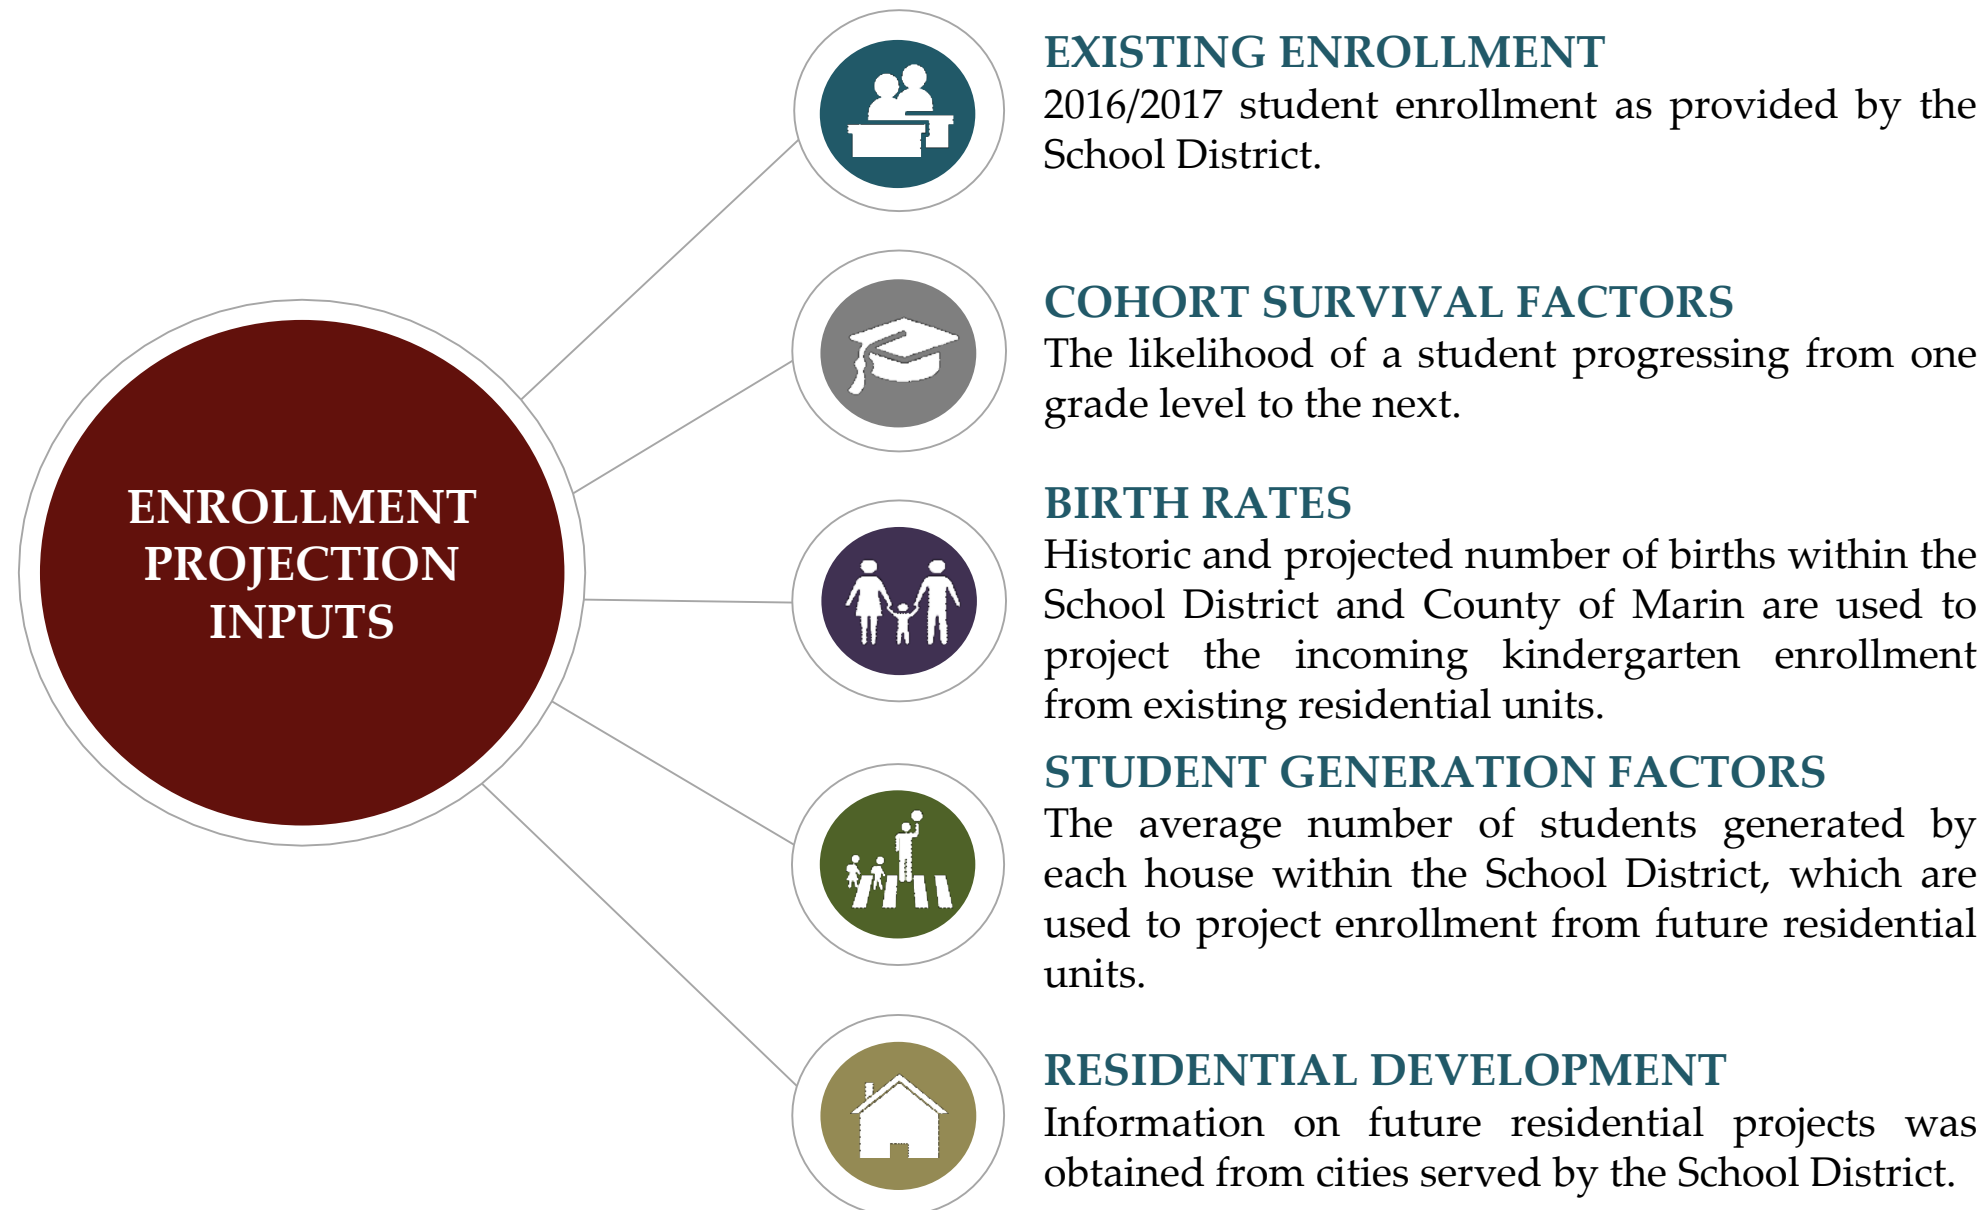 ENROLLMENT
PROJECTION
INPUTS
EXISTING ENROLLMENT
2016/2017 student enrollment as provided by the
School District.
COHORT SURVIVAL FACTORS
The likelihood of a student progressing from one
grade level to the next.
BIRTH RATES
Historic and projected number of births within the
School District and County of Marin are used to
project the incoming kindergarten enrollment
from existing residential units.
STUDENT GENERATION FACTORS
The average number of students generated by
each house within the School District, which are
used to project enrollment from future residential
units.
RESIDENTIAL DEVELOPMENT
Information on future residential projects was
obtained from cities served by the School District.